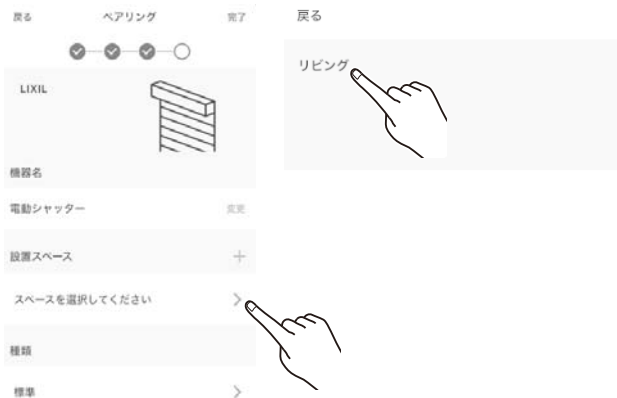 戻る ペアリング 完了
LIXIL
機器名
電動シャッター 変更
設置スペース
スペースを選択してください
種類
標準
戻る
リビング